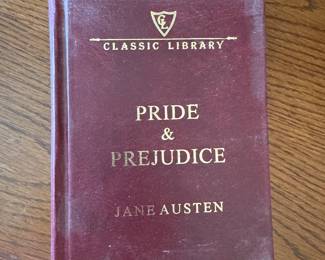 CL
CLASSIC LIBRARY
PRIDE
&
PREJUDICE
JANE AUSTEN